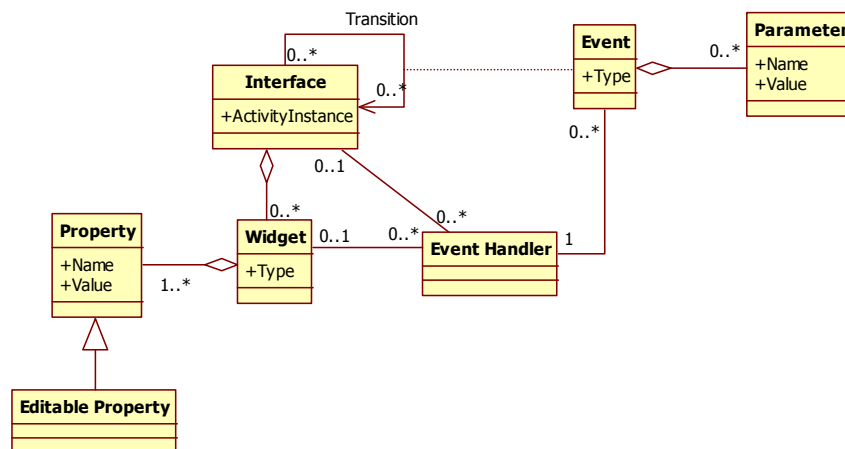 Transition
0..*
Interface
+ActivityInstance
0..*
Event
+Type
0..*
Parameter
+Name
+Value
0..*
0..1
0..*
0..*
Property
+Name
+Value
1..*
Widget
+Type
0..1
0..*
Event Handler
1
Editable Property